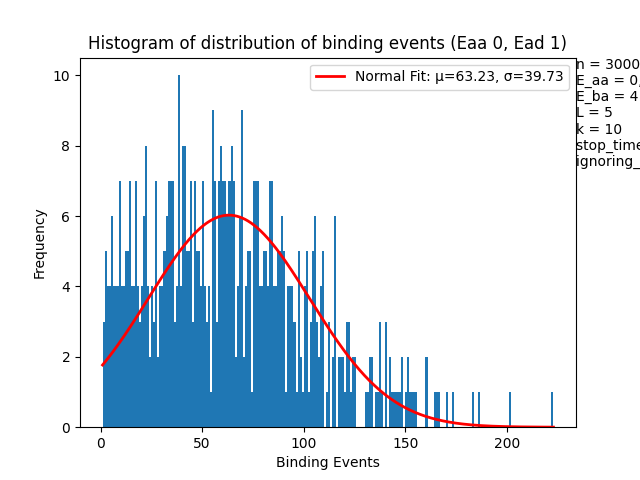 Histogram of distribution of binding events (Eaa 0, Ead 1)
Normal Fit: μ=63.23, σ=39.73
n = 3000
E_aa = 0,
E_ba = 4
L = 5
k = 10
stop_time
ignoring_
Frequency
10
8
6
4
2
0
0 50 100 150 200
Binding Events